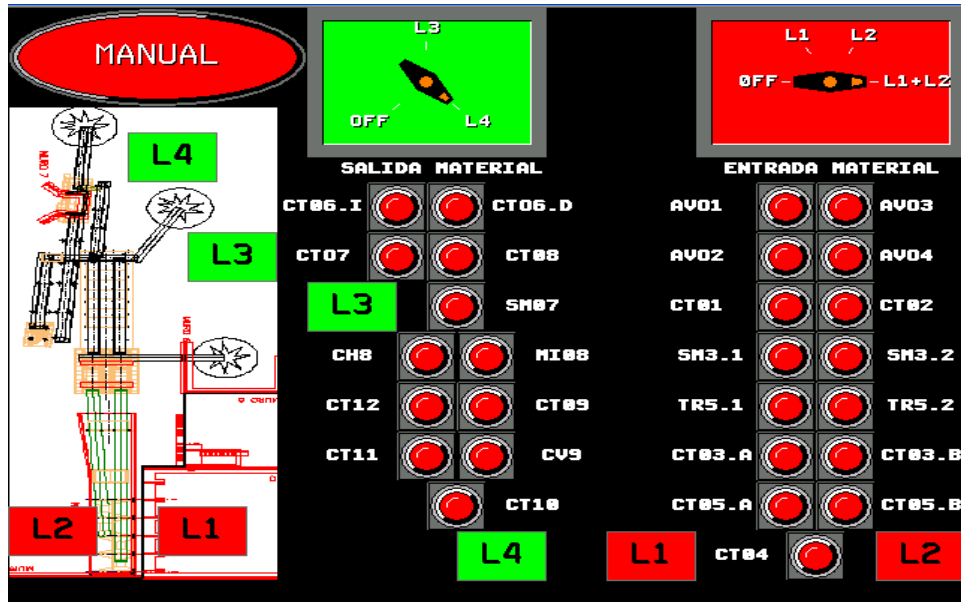 MANUAL
L3
OFF
L4
L1 L2
OFF L1+L2
L4
SALIDA MATERIAL
ENTRADA MATERIAL
MURO 7
CT06.I CT06.D
AV01 AV03
L3
CT07 CT08
AV02 AV04
L3 SM07
CT01 CT02
CH8 MI08
SM3.1 SM3.2
CT12 CT09
TR5.1 TR5.2
CT11 CV9
CT03.A CT03.B
L2 L1
CT10
CT05.A CT05.B
L4
L1 CT04 L2